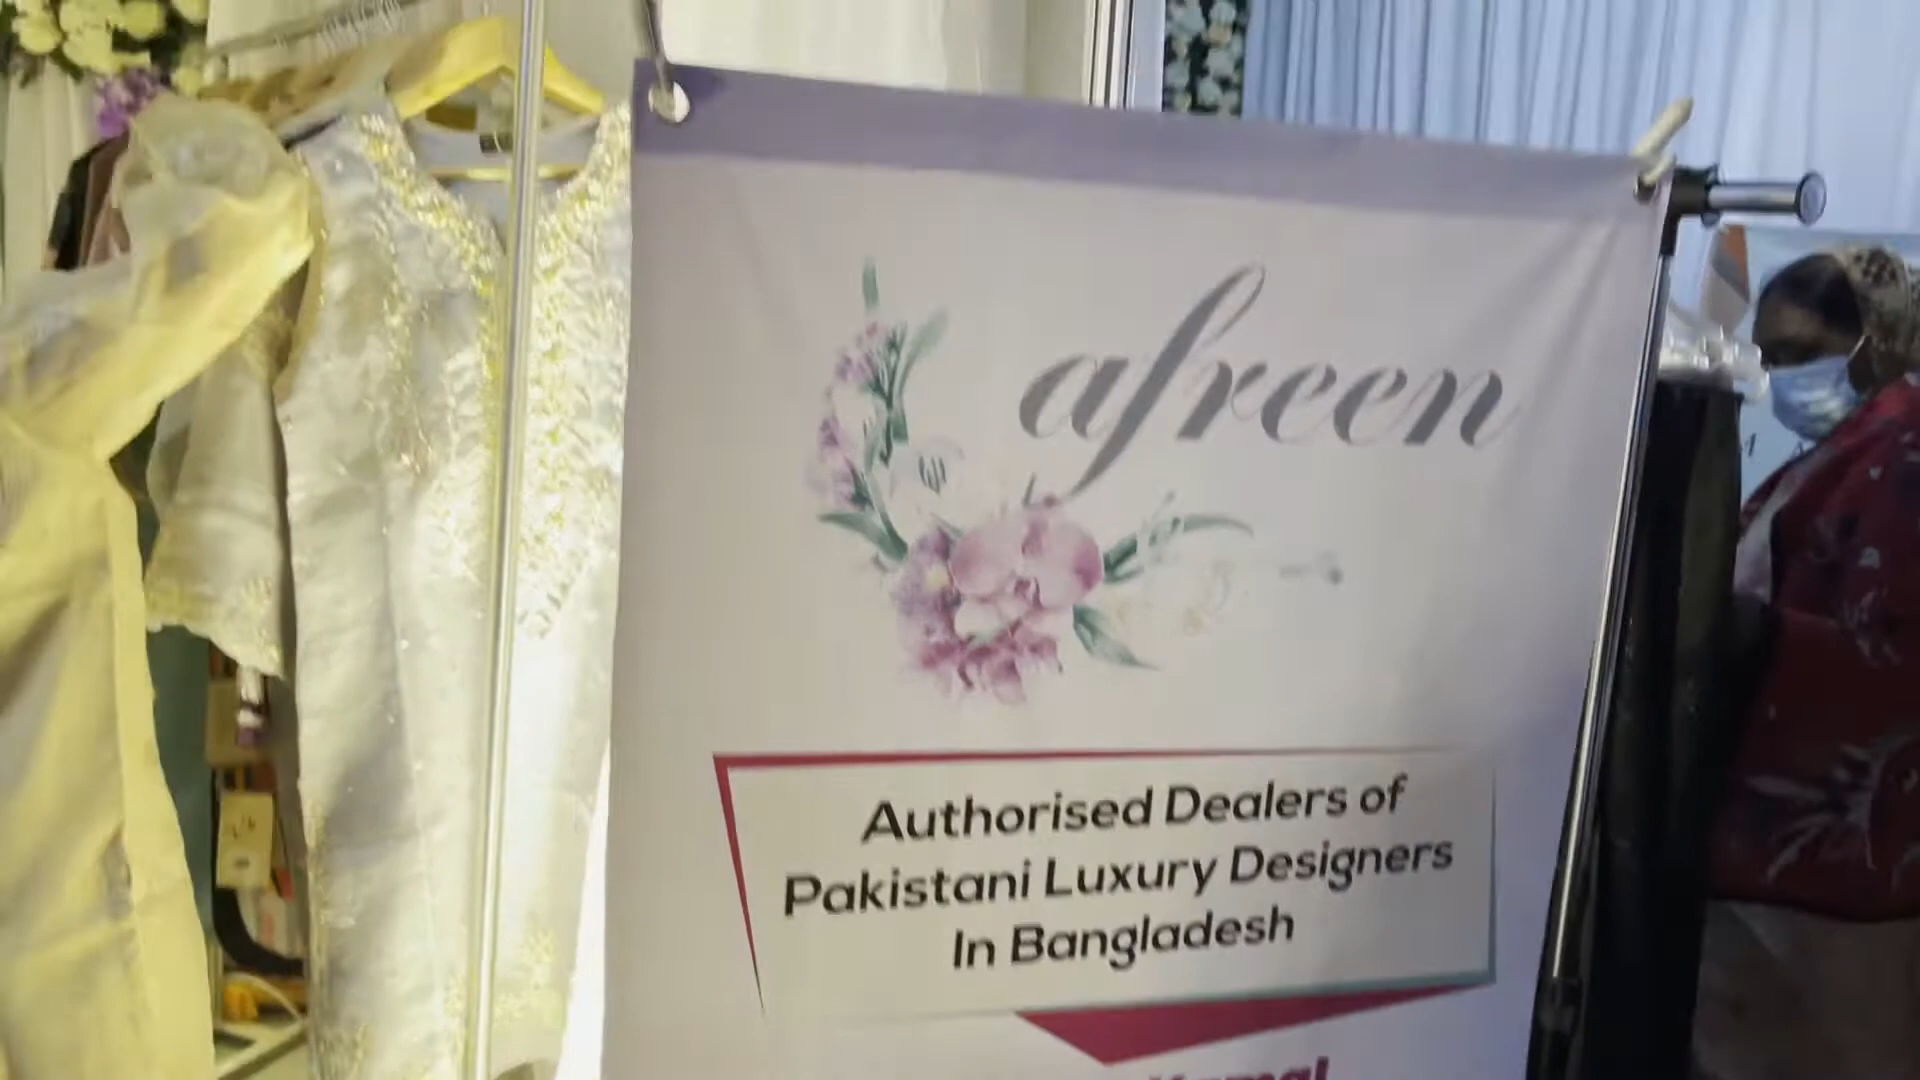 afreen
Authorised Dealers of
Pakistani Luxury Designers
In Bangladesh